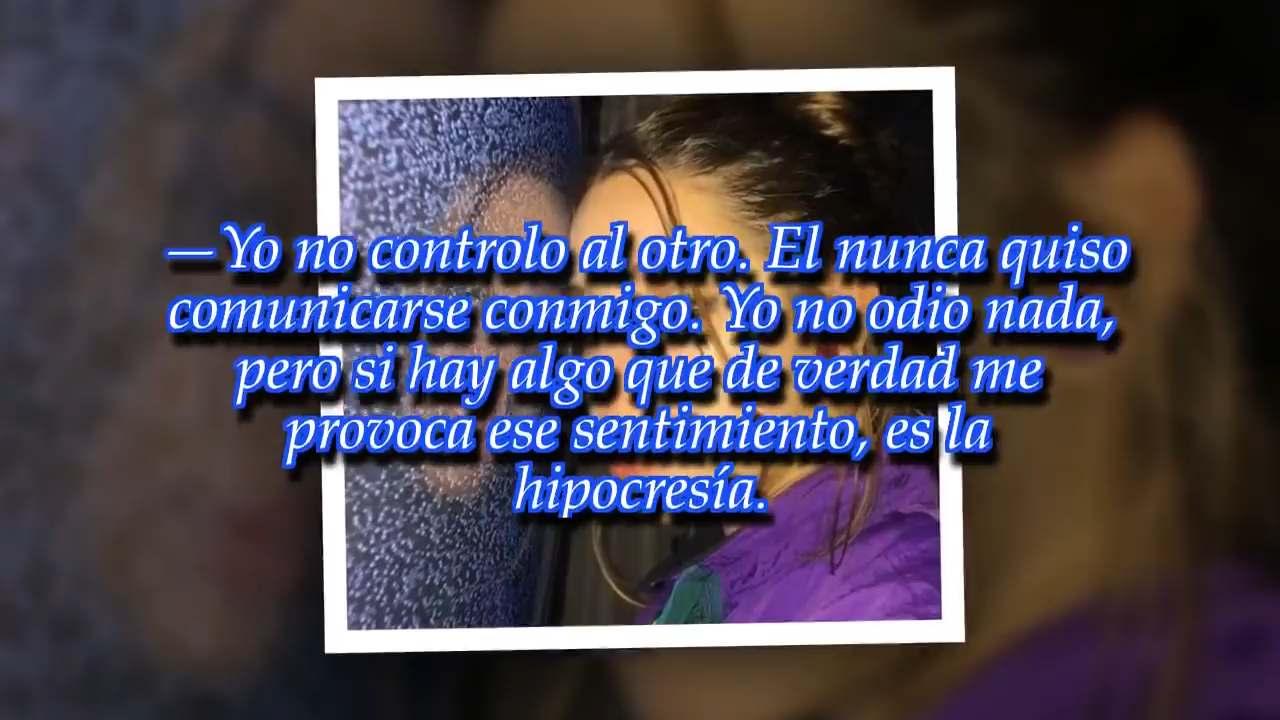 —Yo no controlo al otro. El nunca quiso
comunicarse conmigo. Yo no odio nada,
pero si hay algo que de verdad me
provoca ese sentimiento, es la
hipocresía.